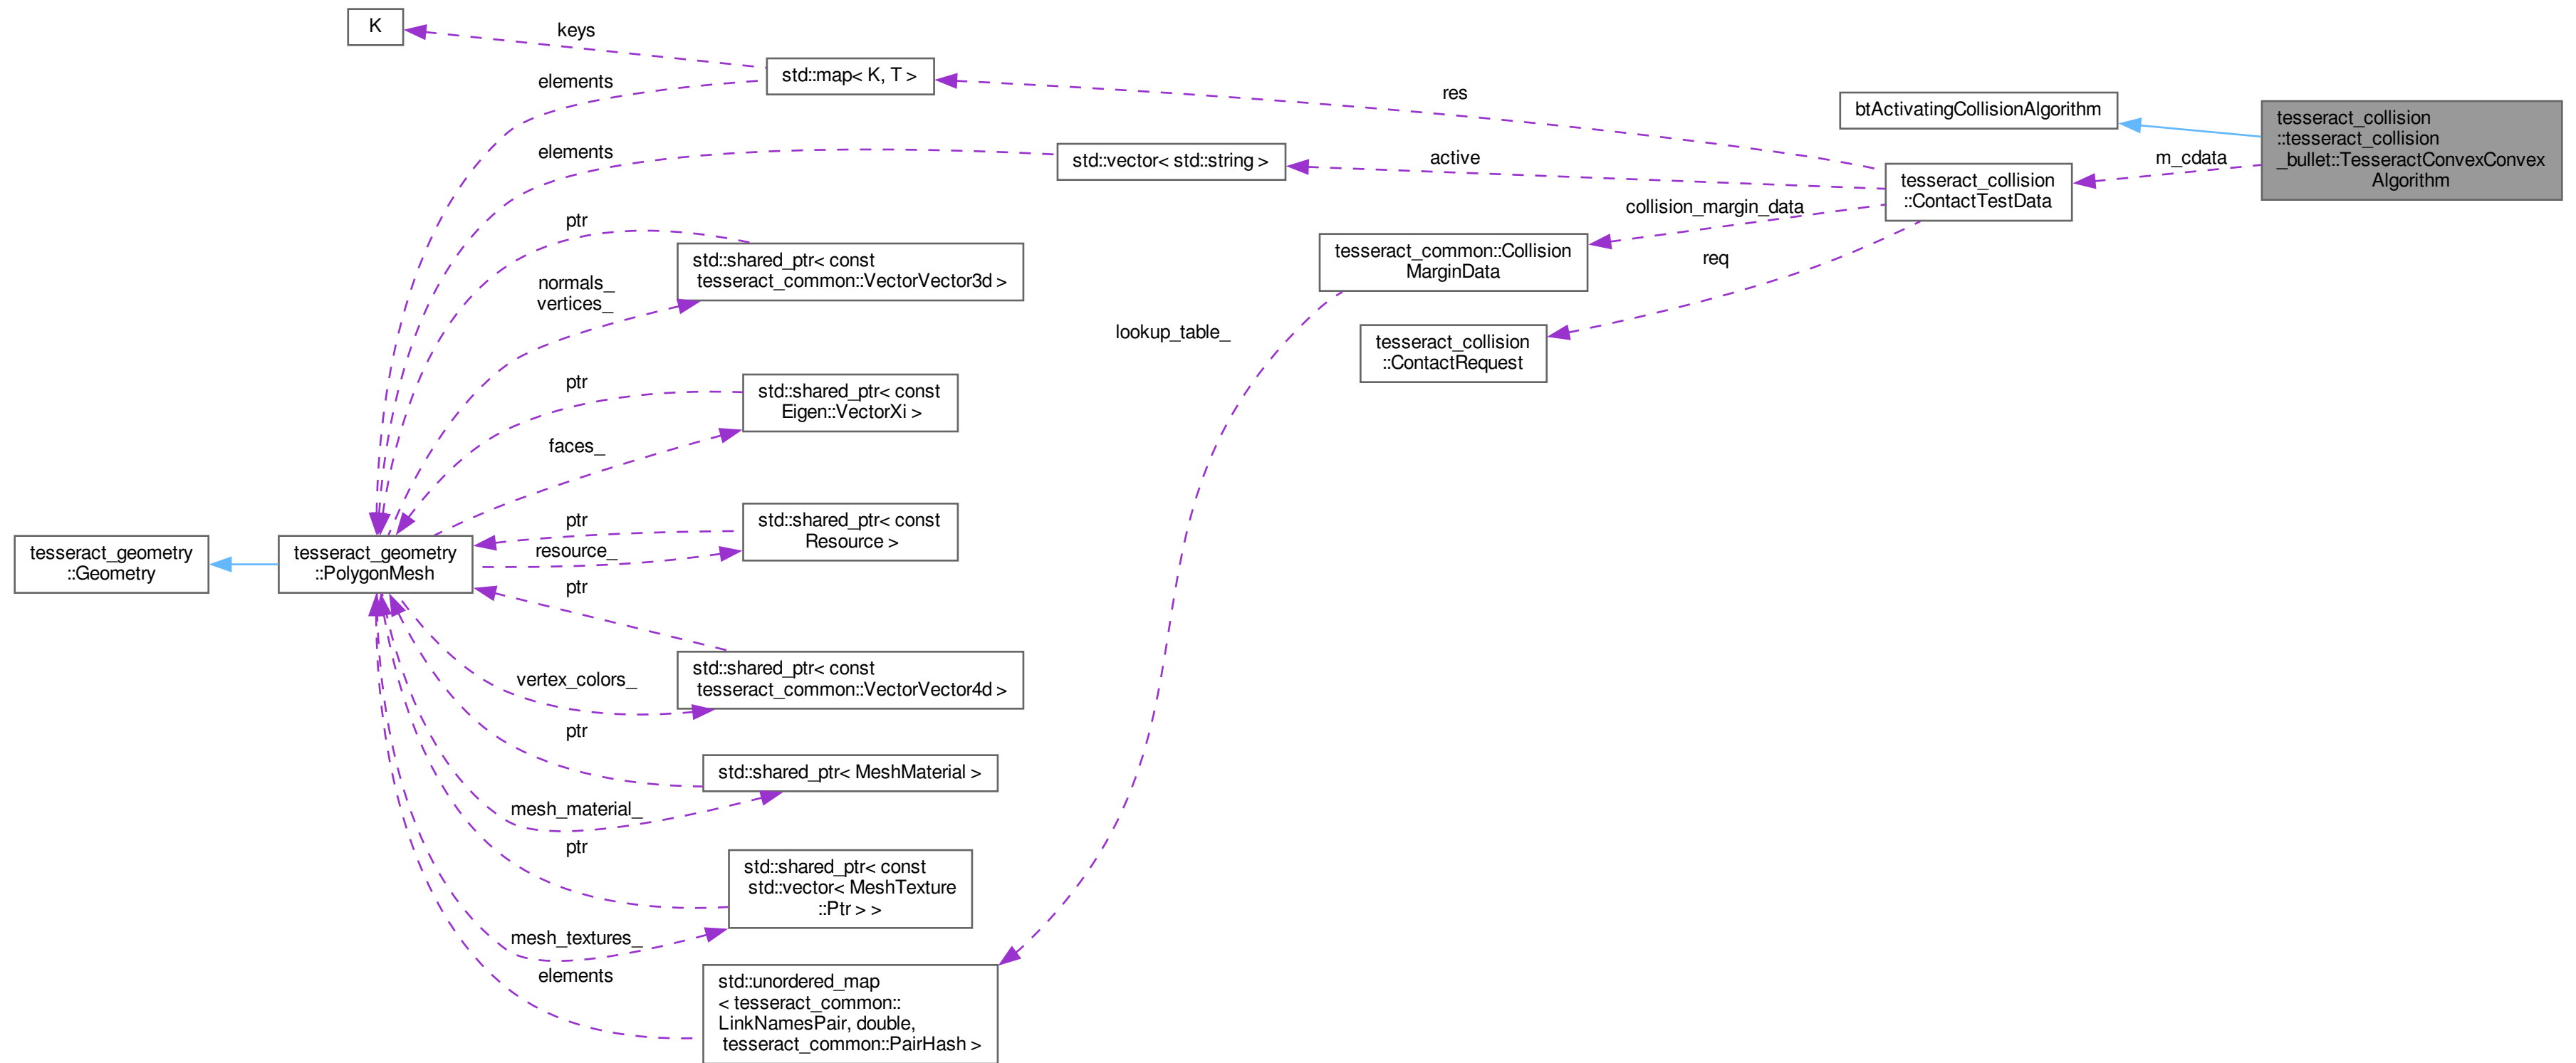 K
keys
std::map< K, T >
elements
res
btActivatingCollisionAlgorithm
tesseract_collision
::tesseract_collision
_bullet::TesseractConvexConvex
Algorithm
m_cdata
elements
std::vector< std::string >
active
tesseract_collision
::ContactTestData
collision_margin_data
ptr
std::shared_ptr< const
tesseract_common::VectorVector3d >
tesseract_common::Collision
MarginData
req
normals_
vertices_
lookup_table_
tesseract_collision
::ContactRequest
ptr
std::shared_ptr< const
Eigen::VectorXi >
faces_
ptr
std::shared_ptr< const
Resource >
resource_
tesseract_geometry
::Geometry
tesseract_geometry
::PolygonMesh
ptr
std::shared_ptr< const
tesseract_common::VectorVector4d >
vertex_colors_
ptr
std::shared_ptr< MeshMaterial >
mesh_material_
ptr
std::shared_ptr< const
std::vector< MeshTexture
::Ptr > >
mesh_textures_
elements
std::unordered_map
< tesseract_common::
LinkNamesPair, double,
tesseract_common::PairHash >